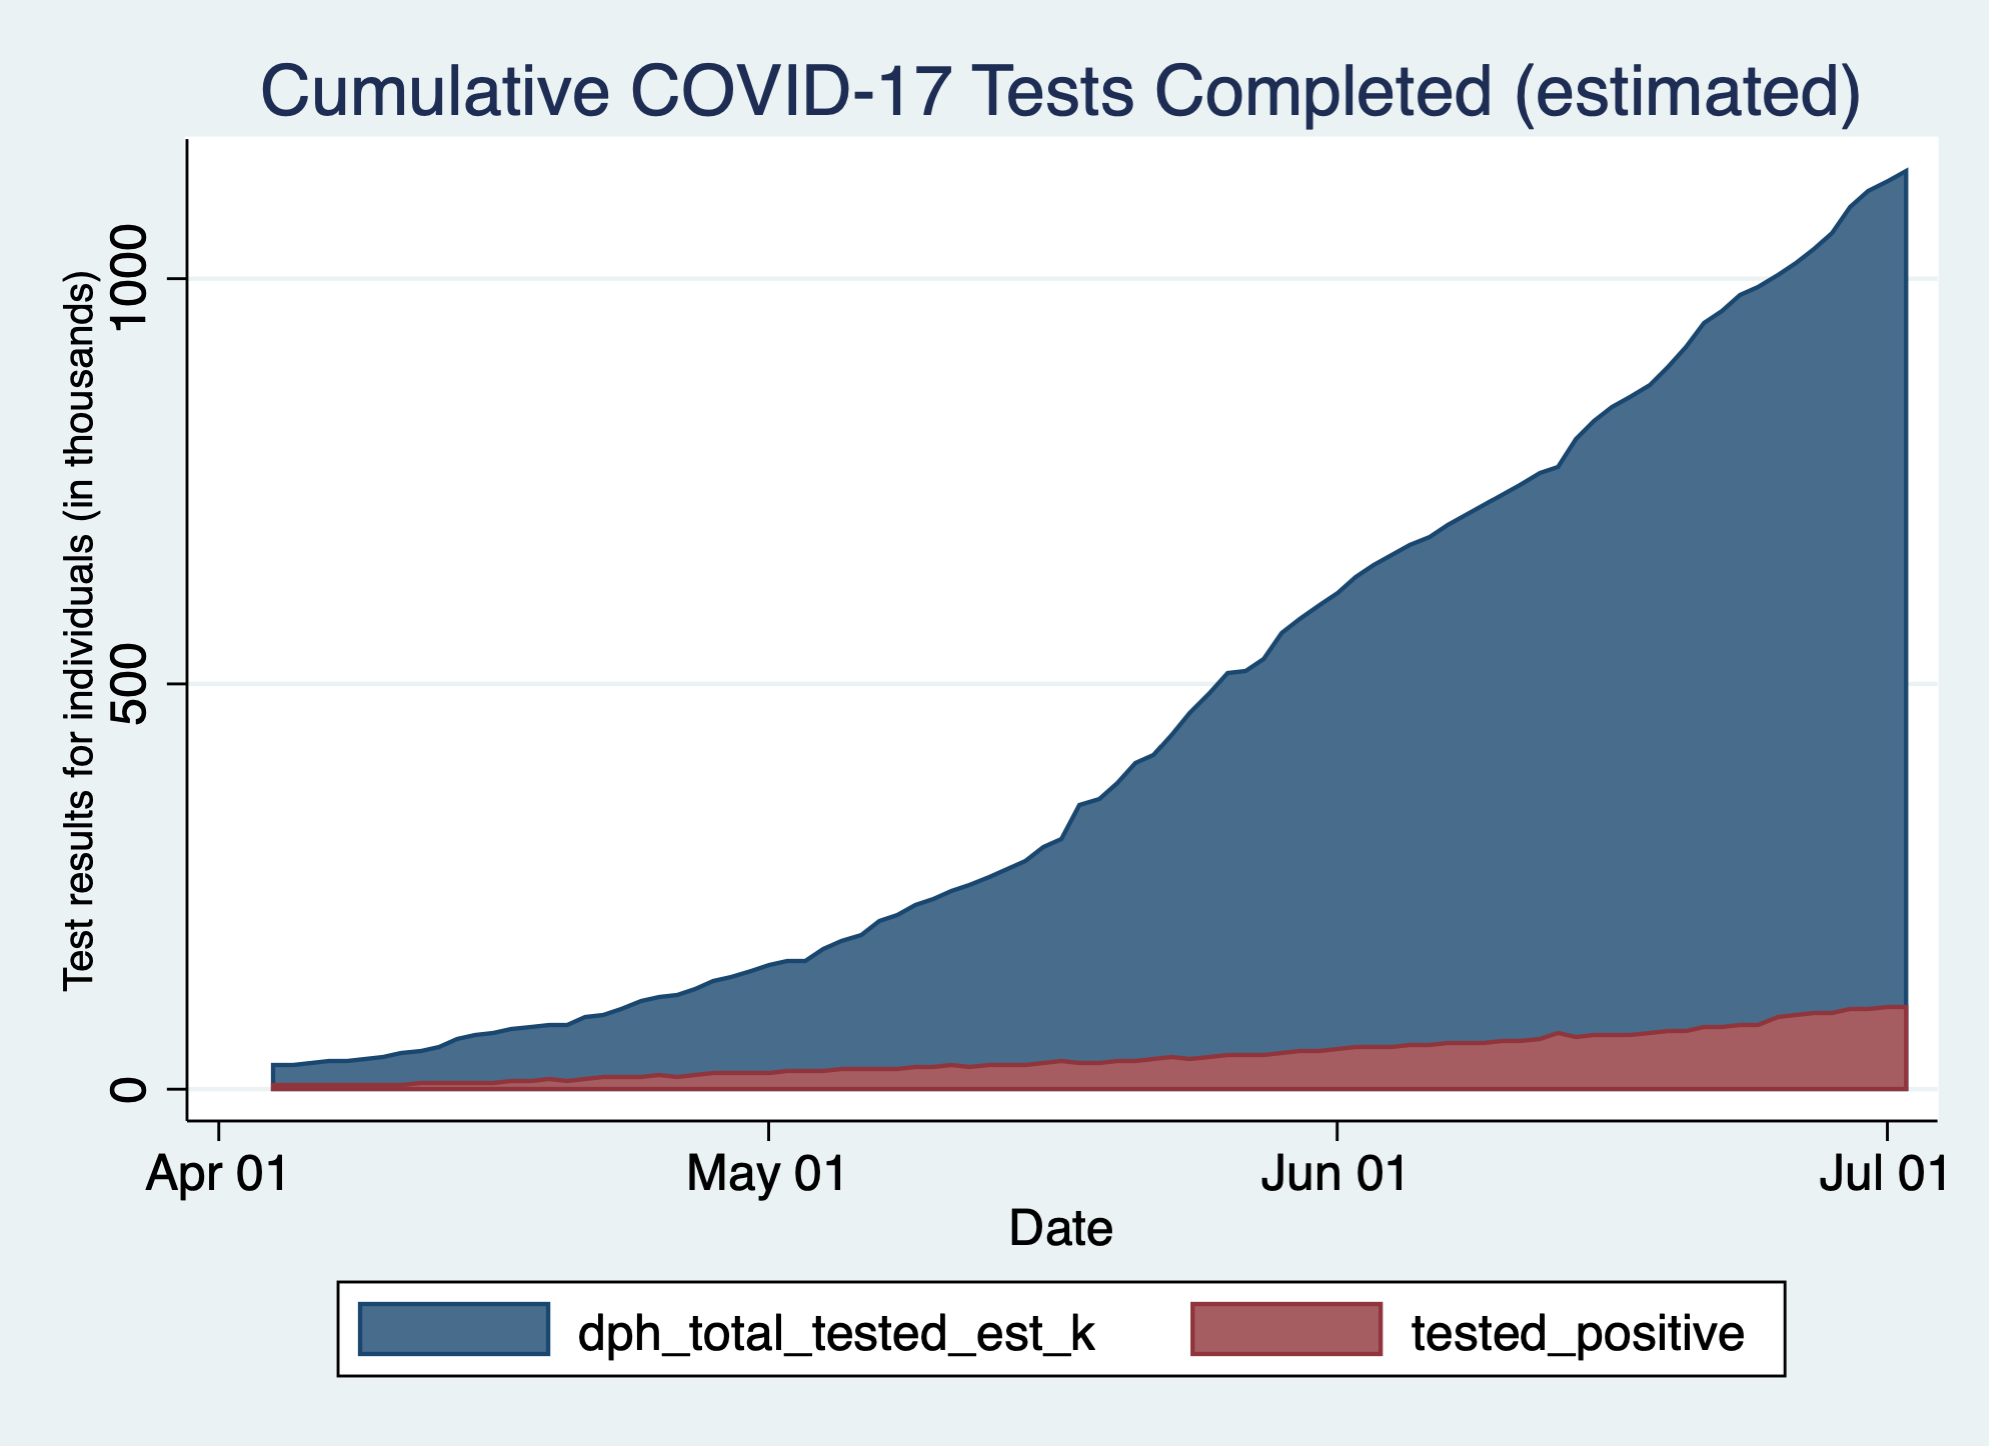 Cumulative COVID-17 Tests Completed (estimated)
Test results for individuals (in thousands)
1000
500
0
Apr 01 May 01 Jun 01 Jul 01
Date
dph_total_tested_est_k tested_positive